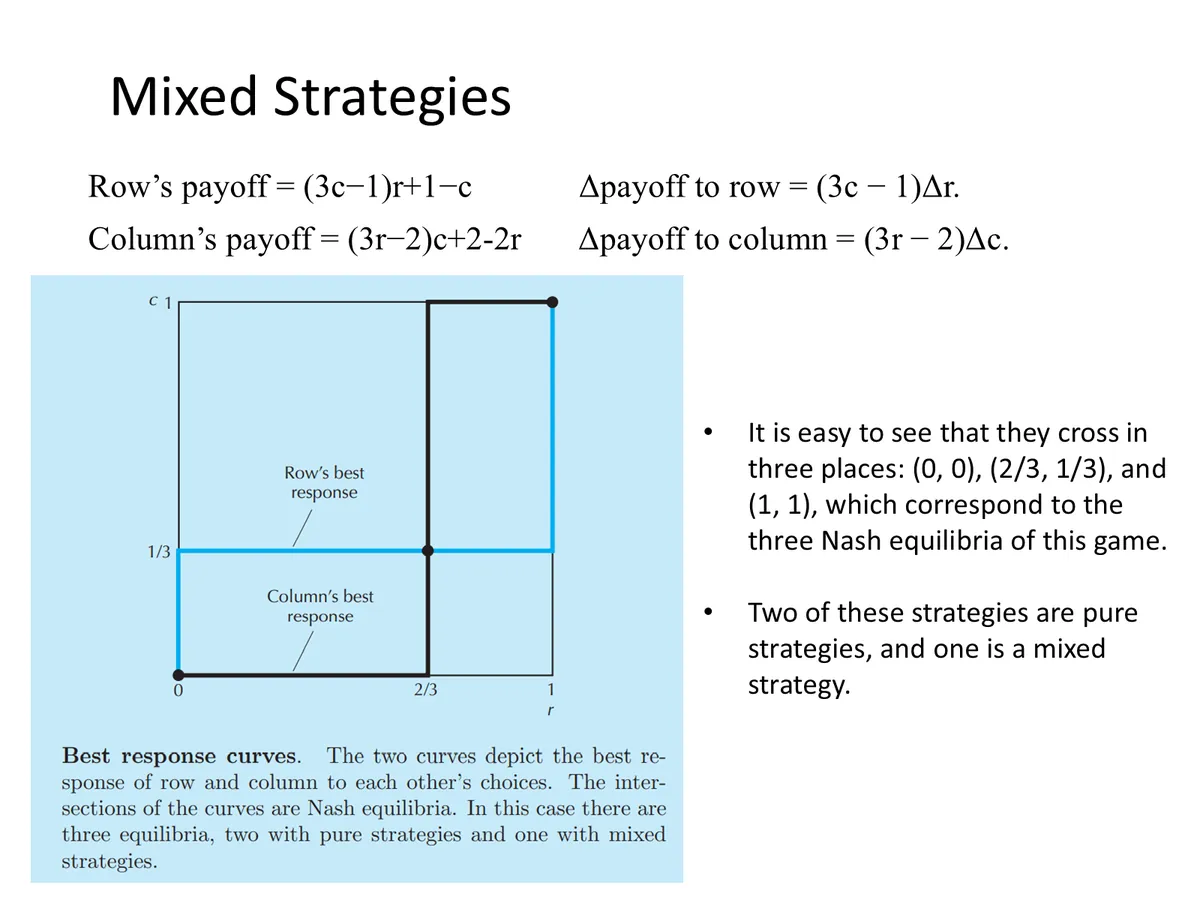 Mixed Strategies
Row’s payoff = (3c−1)r+1−c
Δpayoff to row = (3c − 1)Δr.
Column’s payoff = (3r−2)c+2-2r
Δpayoff to column = (3r − 2)Δc.
c 1
Row’s best
response
1/3
Column’s best
response
0
2/3
1
r
Best response curves. The two curves depict the best re-
sponse of row and column to each other’s choices. The inter-
sections of the curves are Nash equilibria. In this case there are
three equilibria, two with pure strategies and one with mixed
strategies.
• It is easy to see that they cross in
three places: (0, 0), (2/3, 1/3), and
(1, 1), which correspond to the
three Nash equilibria of this game.
• Two of these strategies are pure
strategies, and one is a mixed
strategy.